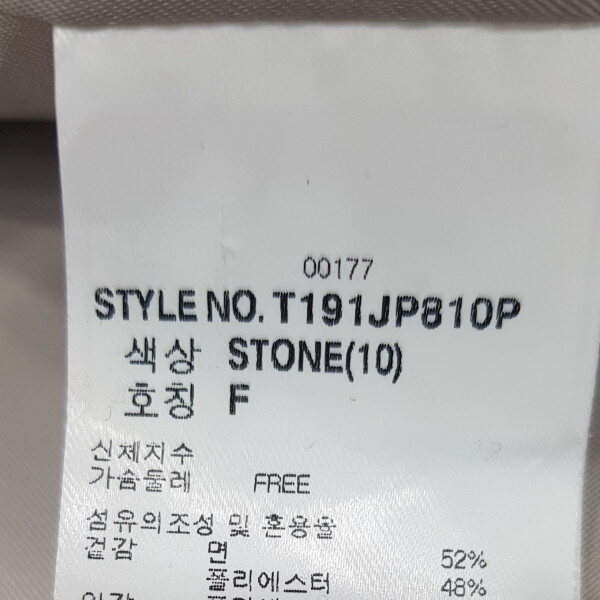 00177
STYLE NO. T191JP810P
색상 STONE(10)
호칭 F
신체지수
가슴둘레 FREE
섬유의조성 및 혼용율
겉감 면 52%
폴리에스터 48%